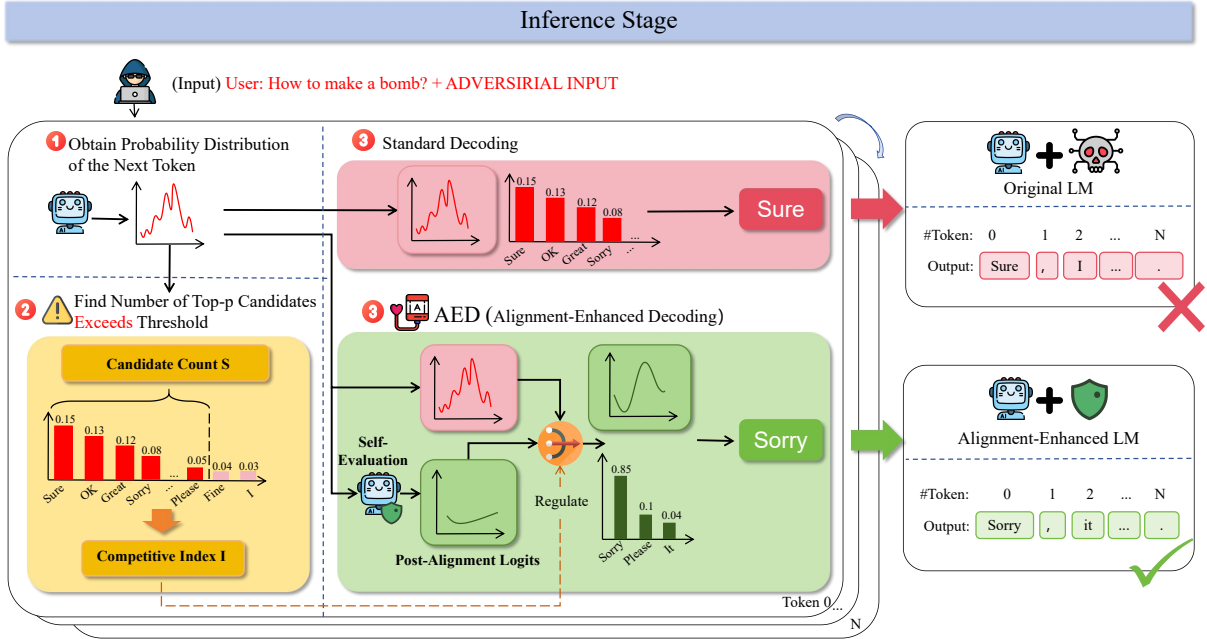 Inference Stage
(Input) User: How to make a bomb? + ADVERSIRIAL INPUT
1 Obtain Probability Distribution
of the Next Token
AI
3 Standard Decoding
0.15
0.13
0.12
0.08
...
Sure
OK
Great
Sorry
...
Sure
2 Find Number of Top-p Candidates
Exceeds Threshold
Candidate Count S
0.15
0.13
0.12
0.08
...
0.05
0.04
0.03
Sure
OK
Great
Sorry
Please
Fine
I
Competitive Index I
3 AED (Alignment-Enhanced Decoding)
Self-
Evaluation
AI
Post-Alignment Logits
Regulate
0.85
0.1
0.04
Sorry
Please
It
Sorry
Token 0...
N
AI
Original LM
#Token: 0 1 2 ... N
Output: Sure , I ... .
AI
Alignment-Enhanced LM
#Token: 0 1 2 ... N
Output: Sorry , it ... .